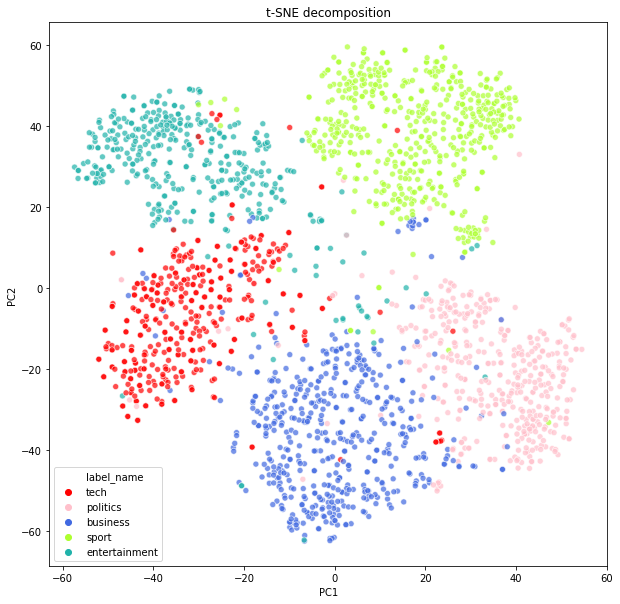 t-SNE decomposition
60
40
20
0
−20
−40
−60
PC2
label_name
tech
politics
business
sport
entertainment
−60
−40
−20
0
20
40
60
PC1